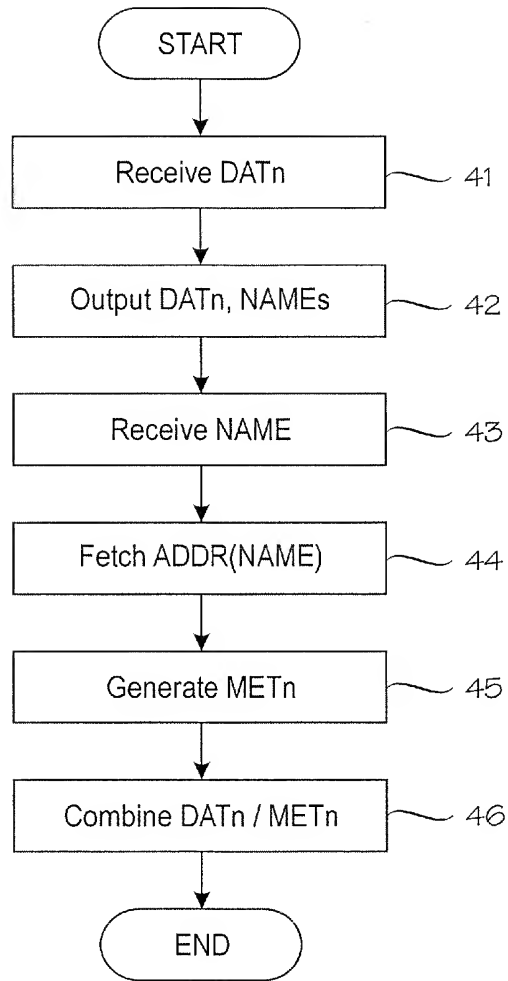 START
Receive DATn
41
Output DATn, NAMEs
42
Receive NAME
43
Fetch ADDR(NAME)
44
Generate METn
45
Combine DATn / METn
46
END